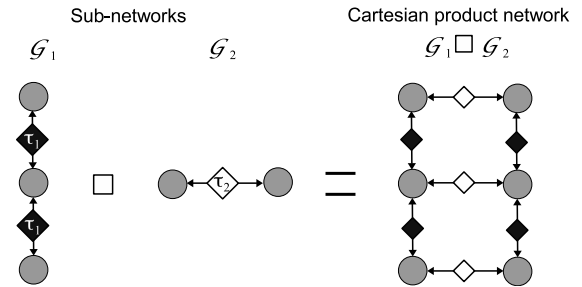 Sub-networks
Cartesian product network
𝒢₁
𝒢₂
𝒢₁ □ 𝒢₂
τ₁
τ₁
□
τ₂
=